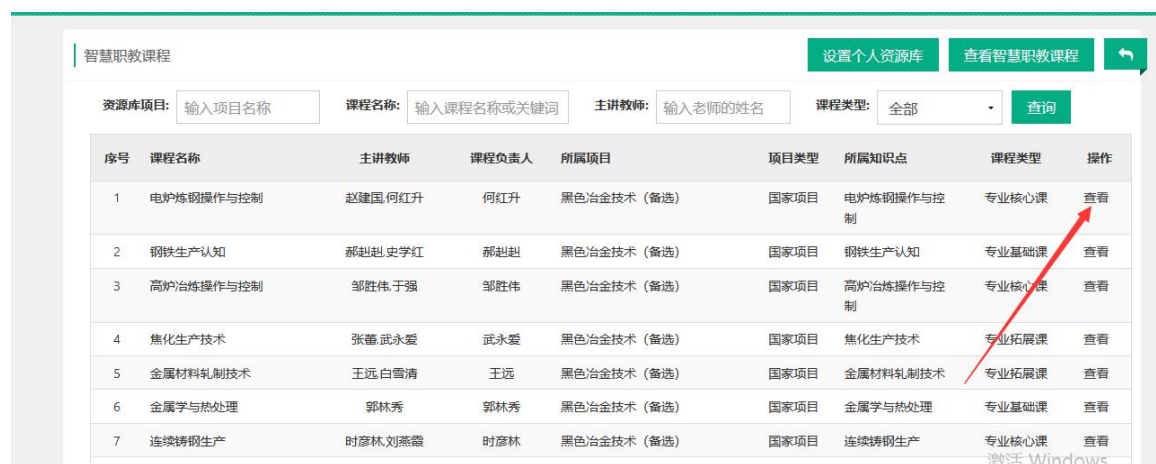 智慧职教课程 设置个人资源库 查看智慧职教课程
资源库项目: 输入项目名称 课程名称: 输入课程名称或关键词 主讲教师: 输入老师的姓名 课程类型: 全部 查询
序号 课程名称 主讲教师 课程负责人 所属项目 项目类型 所属知识点 课程类型 操作
1 电炉炼钢操作与控制 赵建国,何红升 何红升 黑色冶金技术（备选） 国家项目 电炉炼钢操作与控 专业核心课 查看
制
2 钢铁生产认知 郝赳赳,史学红 郝赳赳 黑色冶金技术（备选） 国家项目 钢铁生产认知 专业基础课 查看
3 高炉冶炼操作与控制 邹胜伟,于强 邹胜伟 黑色冶金技术（备选） 国家项目 高炉冶炼操作与控 专业核心课 查看
制
4 焦化生产技术 张蕾,武永爱 武永爱 黑色冶金技术（备选） 国家项目 焦化生产技术 专业拓展课 查看
5 金属材料轧制技术 王远,白雪清 王远 黑色冶金技术（备选） 国家项目 金属材料轧制技术 专业拓展课 查看
6 金属学与热处理 郭林秀 郭林秀 黑色冶金技术（备选） 国家项目 金属学与热处理 专业基础课 查看
7 连续铸钢生产 时彦林,刘燕霞 时彦林 黑色冶金技术（备选） 国家项目 连续铸钢生产 专业核心课 查看
激活 Windows